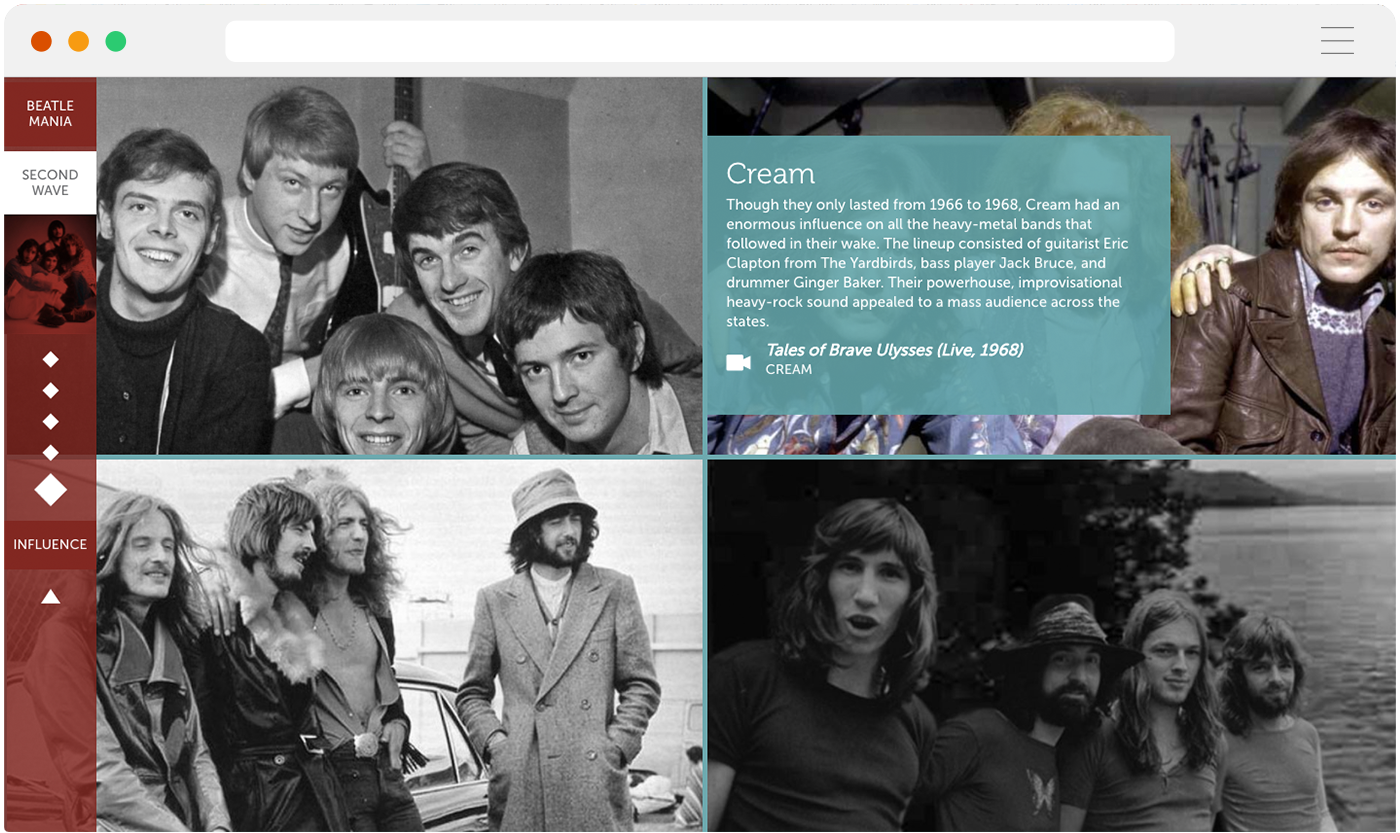 BEATLE
MANIA
SECOND
WAVE
INFLUENCE
Cream
Though they only lasted from 1966 to 1968, Cream had an
enormous influence on all the heavy-metal bands that
followed in their wake. The lineup consisted of guitarist Eric
Clapton from The Yardbirds, bass player Jack Bruce, and
drummer Ginger Baker. Their powerhouse, improvisational
heavy-rock sound appealed to a mass audience across the
states.
Tales of Brave Ulysses (Live, 1968)
CREAM